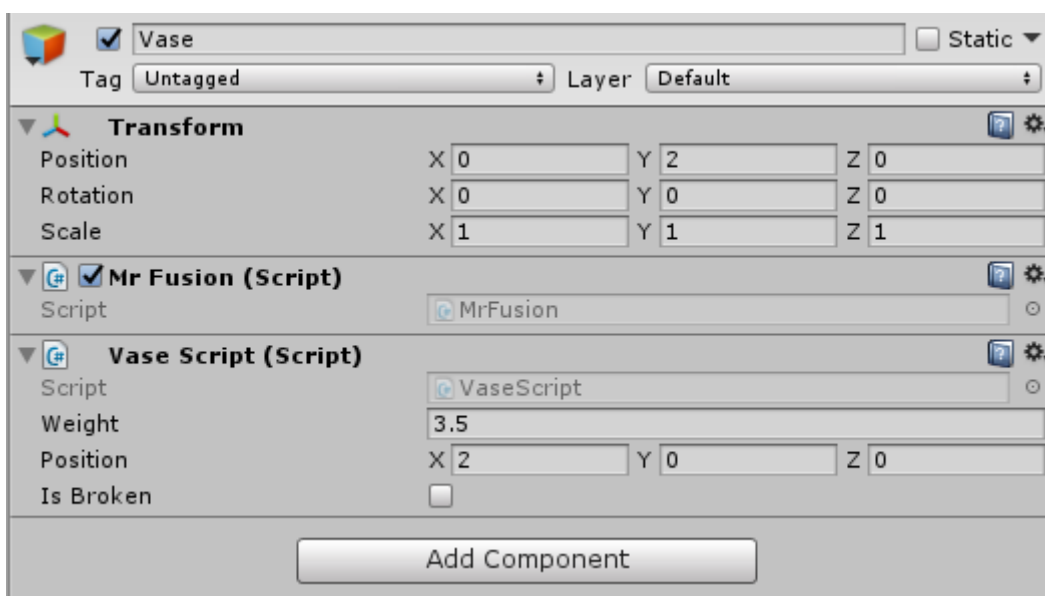 Vase Static
Tag Untagged Layer Default
Transform
Position X 0 Y 2 Z 0
Rotation X 0 Y 0 Z 0
Scale X 1 Y 1 Z 1
Mr Fusion (Script)
Script MrFusion
Vase Script (Script)
Script VaseScript
Weight 3.5
Position X 2 Y 0 Z 0
Is Broken
Add Component